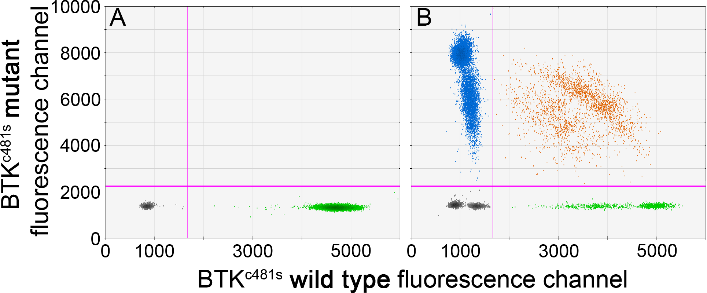 A
B
BTKc481s mutant
fluorescence channel
10000
8000
6000
4000
2000
0
0 1000 3000 5000
0 1000 3000 5000
BTKc481s wild type fluorescence channel